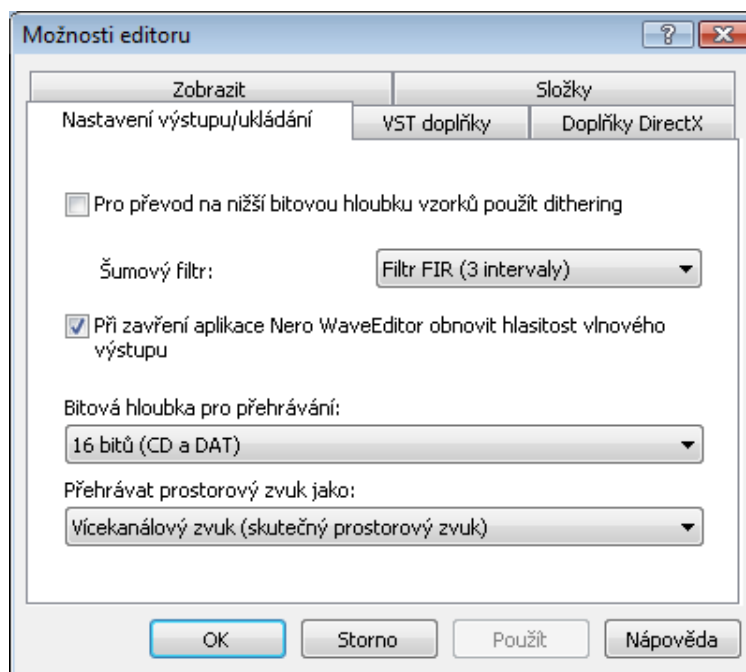 Možnosti editoru
Zobrazit
Složky
Nastavení výstupu/ukládání
VST doplňky
Doplňky DirectX
Pro převod na nižší bitovou hloubku vzorků použít dithering
Šumový filtr:
Filtr FIR (3 intervaly)
Při zavření aplikace Nero WaveEditor obnovit hlasitost vlnového
výstupu
Bitová hloubka pro přehrávání:
16 bitů (CD a DAT)
Přehrávat prostorový zvuk jako:
Vícekanálový zvuk (skutečný prostorový zvuk)
OK
Storno
Použít
Nápověda